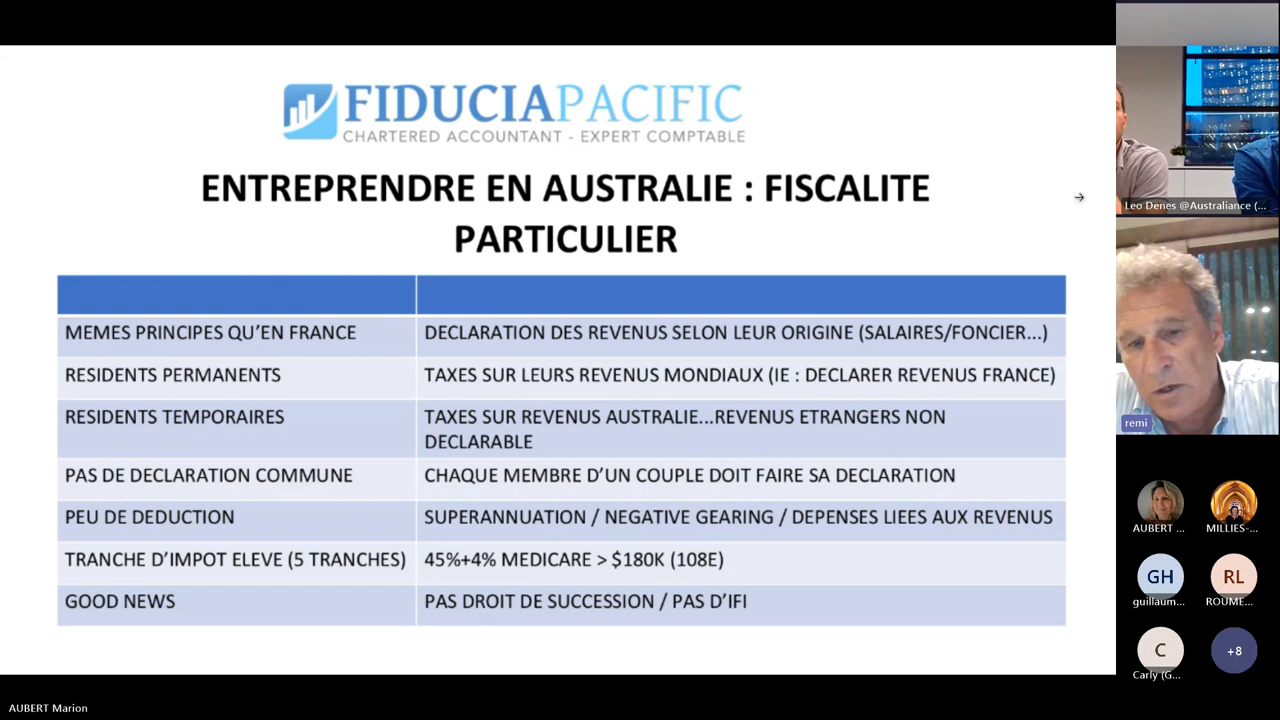 FIDUCIAPACIFIC
CHARTERED ACCOUNTANT - EXPERT COMPTABLE
ENTREPRENDRE EN AUSTRALIE : FISCALITE
PARTICULIER
MEMES PRINCIPES QU'EN FRANCE
DECLARATION DES REVENUS SELON LEUR ORIGINE (SALAIRES/FONCIER...)
RESIDENTS PERMANENTS
TAXES SUR LEURS REVENUS MONDIAUX (IE : DECLARER REVENUS FRANCE)
RESIDENTS TEMPORAIRES
TAXES SUR REVENUS AUSTRALIE...REVENUS ETRANGERS NON
DECLARABLE
PAS DE DECLARATION COMMUNE
CHAQUE MEMBRE D'UN COUPLE DOIT FAIRE SA DECLARATION
PEU DE DEDUCTION
SUPERANNUATION / NEGATIVE GEARING / DEPENSES LIEES AUX REVENUS
TRANCHE D'IMPOT ELEVE (5 TRANCHES)
45%+4% MEDICARE > $180K (108E)
GOOD NEWS
PAS DROIT DE SUCCESSION / PAS D'IFI
Leo Denes @Australiance (...
remi
AUBERT ...
MILLIES-...
GH
guillaum...
RL
ROUME...
C
Carly (G...
+8
AUBERT Marion